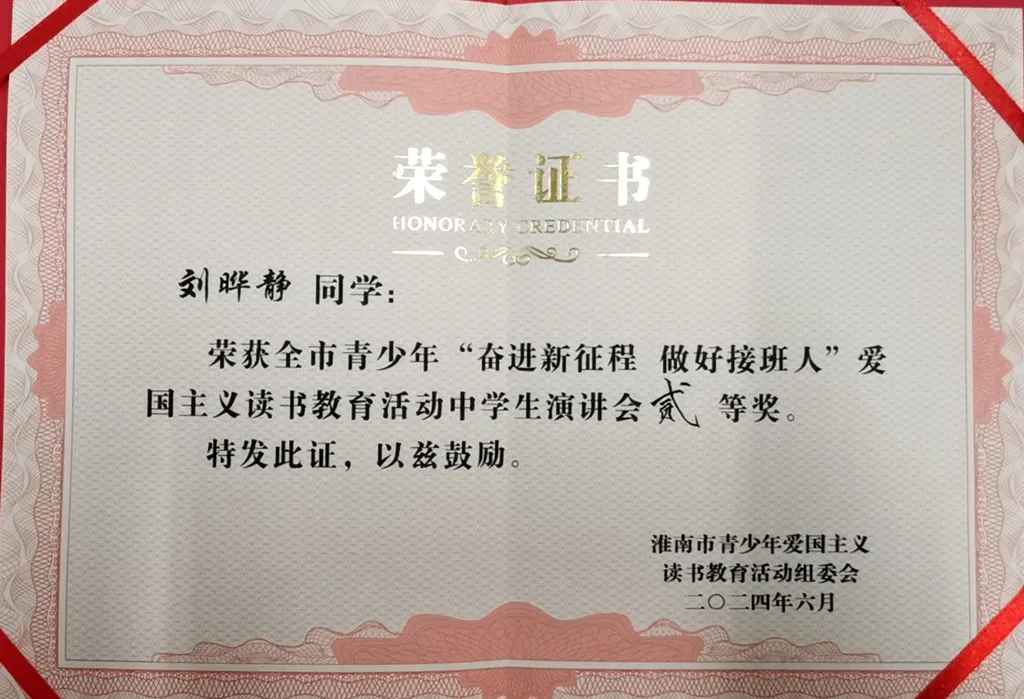 荣誉证书
HONORARY CREDENTIAL
刘晔静 同学：
荣获全市青少年“奋进新征程 做好接班人”爱
国主义读书教育活动中学生演讲会贰等奖。
特发此证，以兹鼓励。
淮南市青少年爱国主义
读书教育活动组委会
二〇二四年六月